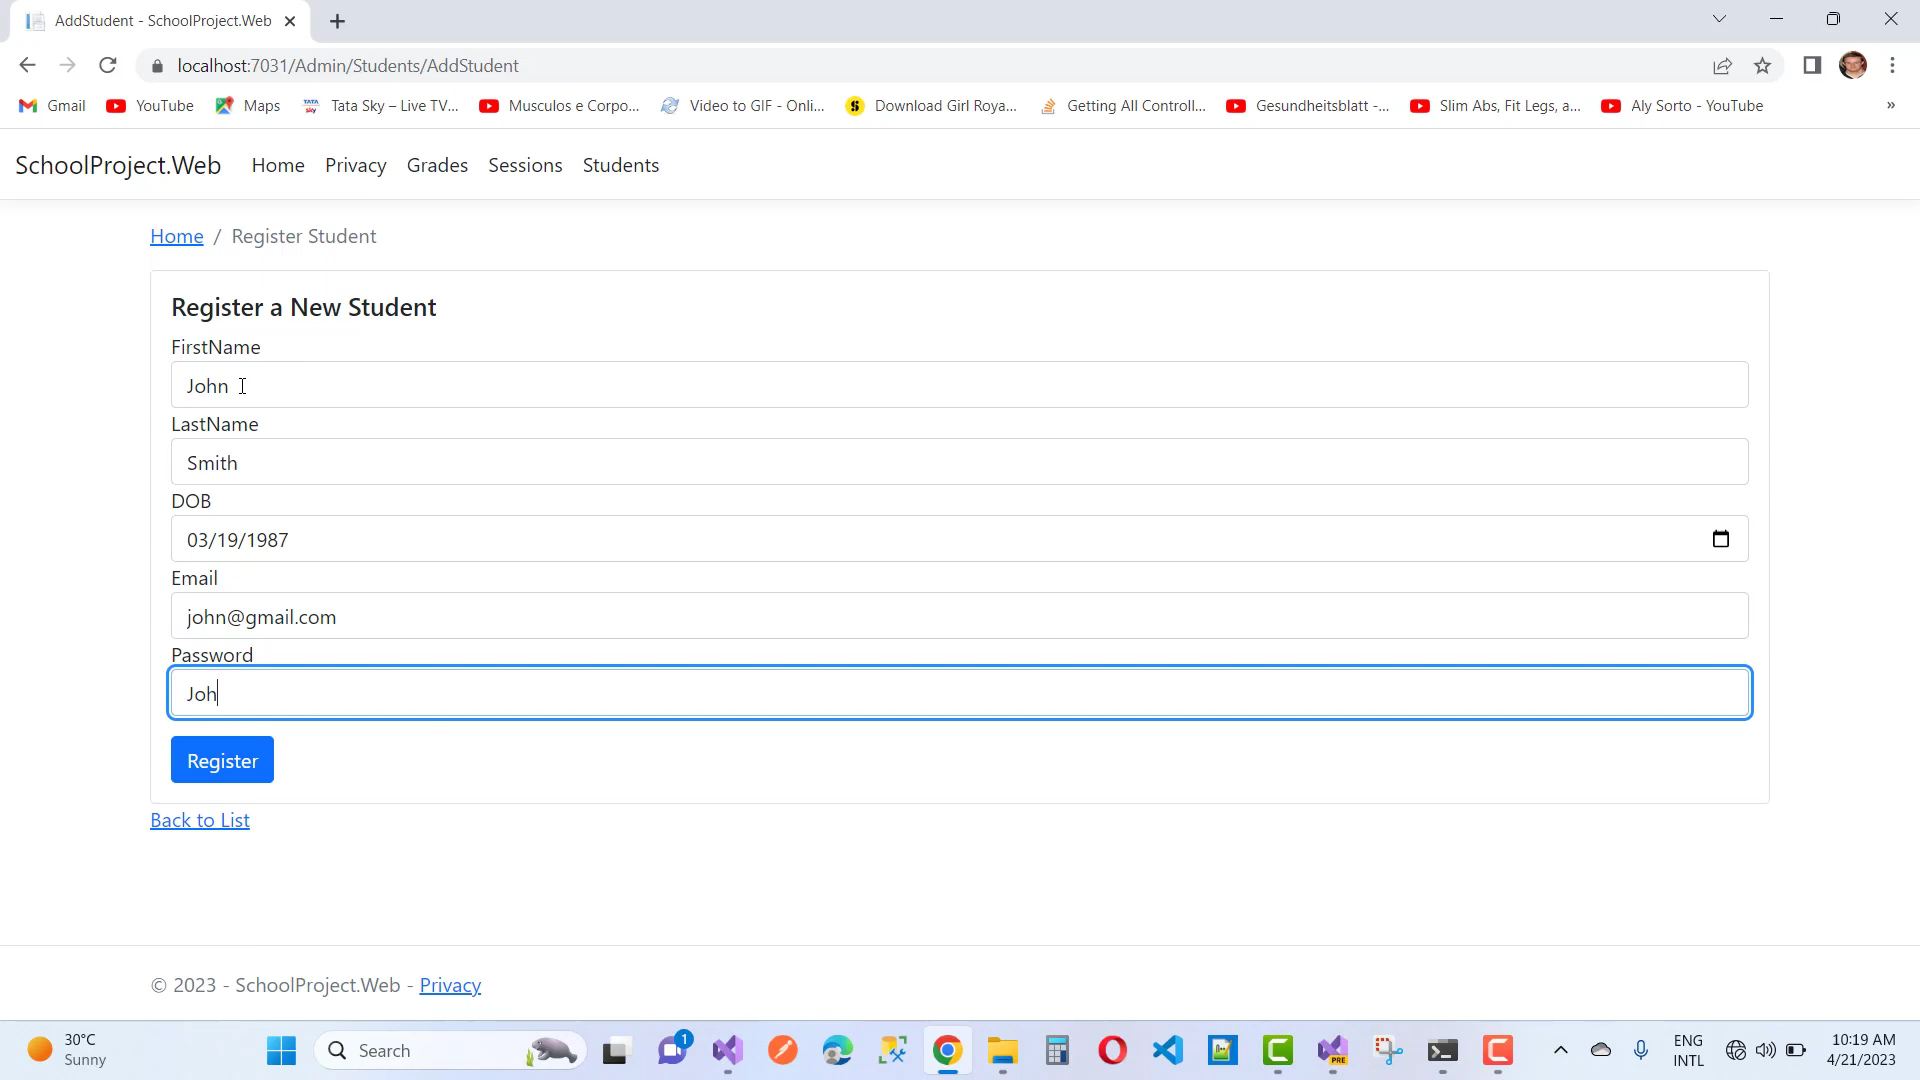 AddStudent - SchoolProject.Web
localhost:7031/Admin/Students/AddStudent
Gmail YouTube Maps Tata Sky – Live TV... Musculos e Corpo... Video to GIF - Onli... Download Girl Roya... Getting All Controll... Gesundheitsblatt -... Slim Abs, Fit Legs, a... Aly Sorto - YouTube »
SchoolProject.Web Home Privacy Grades Sessions Students
Home / Register Student
Register a New Student
FirstName
John
LastName
Smith
DOB
03/19/1987
Email
john@gmail.com
Password
Joh
Register
Back to List
© 2023 - SchoolProject.Web - Privacy
30°C
Sunny
Search
1
PRE
ENG
INTL
10:19 AM
4/21/2023